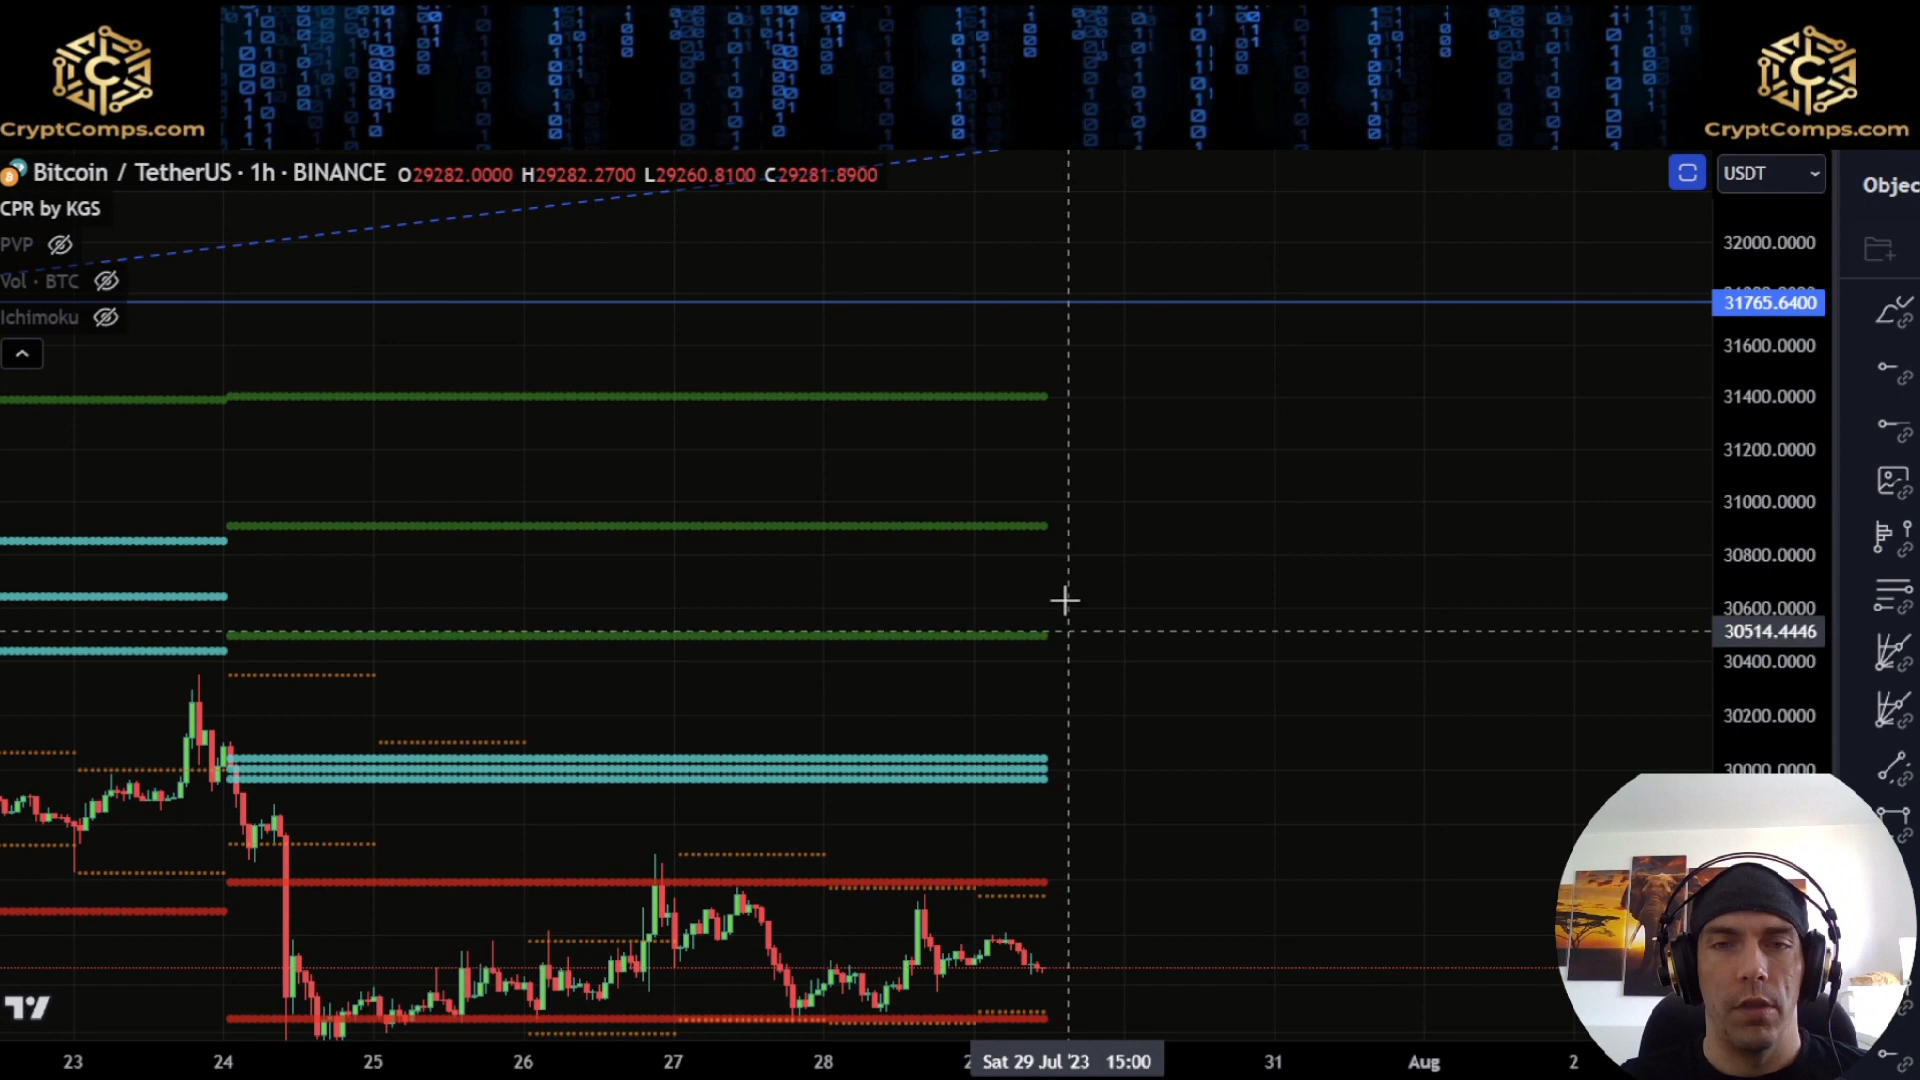 CryptComps.com
CryptComps.com
Bitcoin / TetherUS · 1h · BINANCE O29282.0000 H29282.2700 L29260.8100 C29281.8900
USDT
Objec
CPR by KGS
PVP
Vol · BTC
Ichimoku
32000.0000
31765.6400
31600.0000
31400.0000
31200.0000
31000.0000
30800.0000
30600.0000
30514.4446
30400.0000
30200.0000
30000.0000
23 24 25 26 27 28 Sat 29 Jul '23 15:00 31 Aug 2